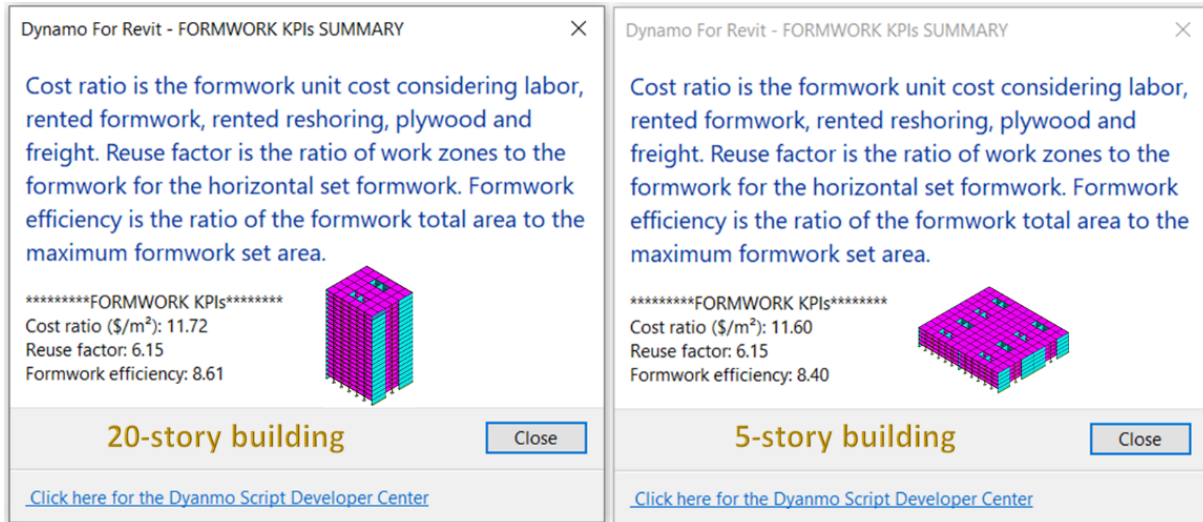 Dynamo For Revit - FORMWORK KPIs SUMMARY
Cost ratio is the formwork unit cost considering labor,
rented formwork, rented reshoring, plywood and
freight. Reuse factor is the ratio of work zones to the
formwork for the horizontal set formwork. Formwork
efficiency is the ratio of the formwork total area to the
maximum formwork set area.
*********FORMWORK KPIs********
Cost ratio ($/m²): 11.72
Reuse factor: 6.15
Formwork efficiency: 8.61
20-story building
Close
Click here for the Dyanmo Script Developer Center
Dynamo For Revit - FORMWORK KPIs SUMMARY
Cost ratio is the formwork unit cost considering labor,
rented formwork, rented reshoring, plywood and
freight. Reuse factor is the ratio of work zones to the
formwork for the horizontal set formwork. Formwork
efficiency is the ratio of the formwork total area to the
maximum formwork set area.
*********FORMWORK KPIs********
Cost ratio ($/m²): 11.60
Reuse factor: 6.15
Formwork efficiency: 8.40
5-story building
Close
Click here for the Dyanmo Script Developer Center